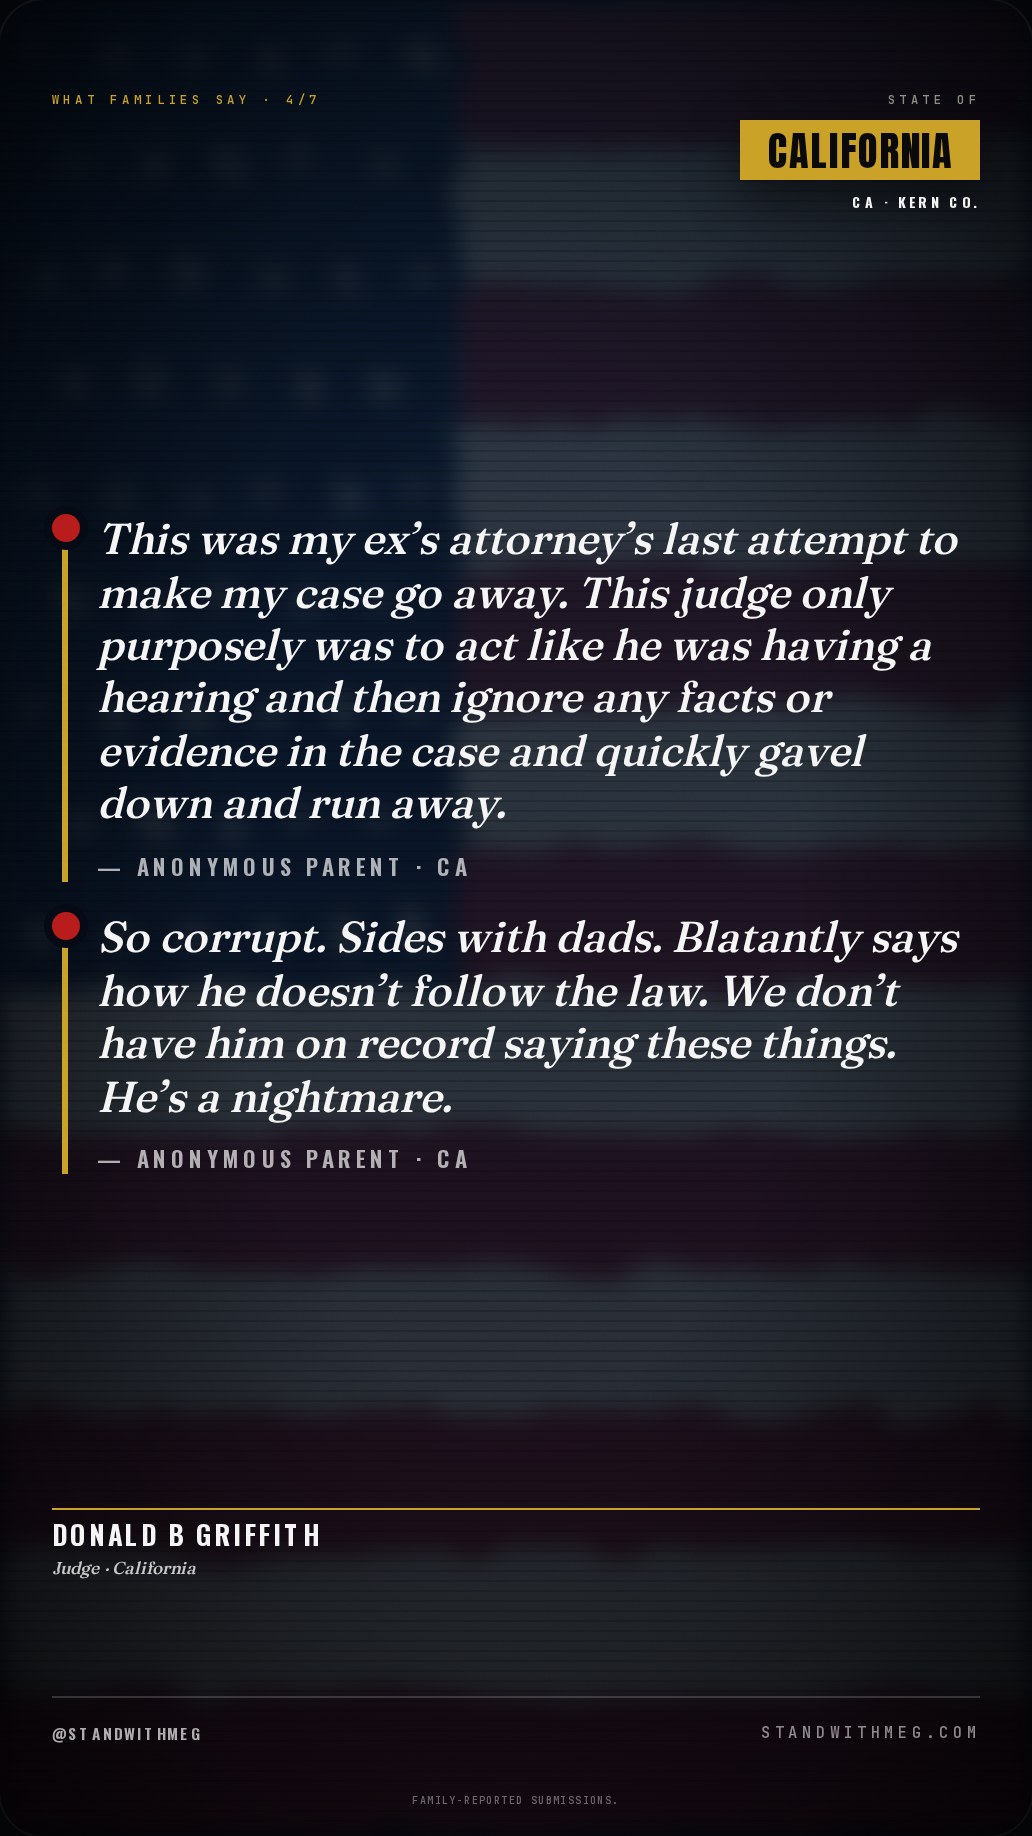 WHAT FAMILIES SAY · 4/7
STATE OF
CALIFORNIA
CA · KERN CO.
This was my ex’s attorney’s last attempt to
make my case go away. This judge only
purposely was to act like he was having a
hearing and then ignore any facts or
evidence in the case and quickly gavel
down and run away.
— ANONYMOUS PARENT · CA
So corrupt. Sides with dads. Blatantly says
how he doesn’t follow the law. We don’t
have him on record saying these things.
He’s a nightmare.
— ANONYMOUS PARENT · CA
DONALD B GRIFFITH
Judge · California
@STANDWITHMEG
STANDWITHMEG.COM
FAMILY-REPORTED SUBMISSIONS.